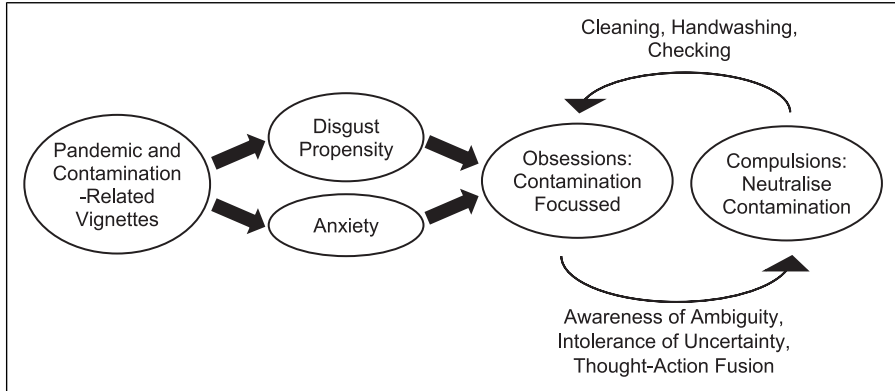 Cleaning, Handwashing,
Checking
Pandemic and
Contamination
-Related
Vignettes
Disgust
Propensity
Anxiety
Obsessions:
Contamination
Focussed
Compulsions:
Neutralise
Contamination
Awareness of Ambiguity,
Intolerance of Uncertainty,
Thought-Action Fusion